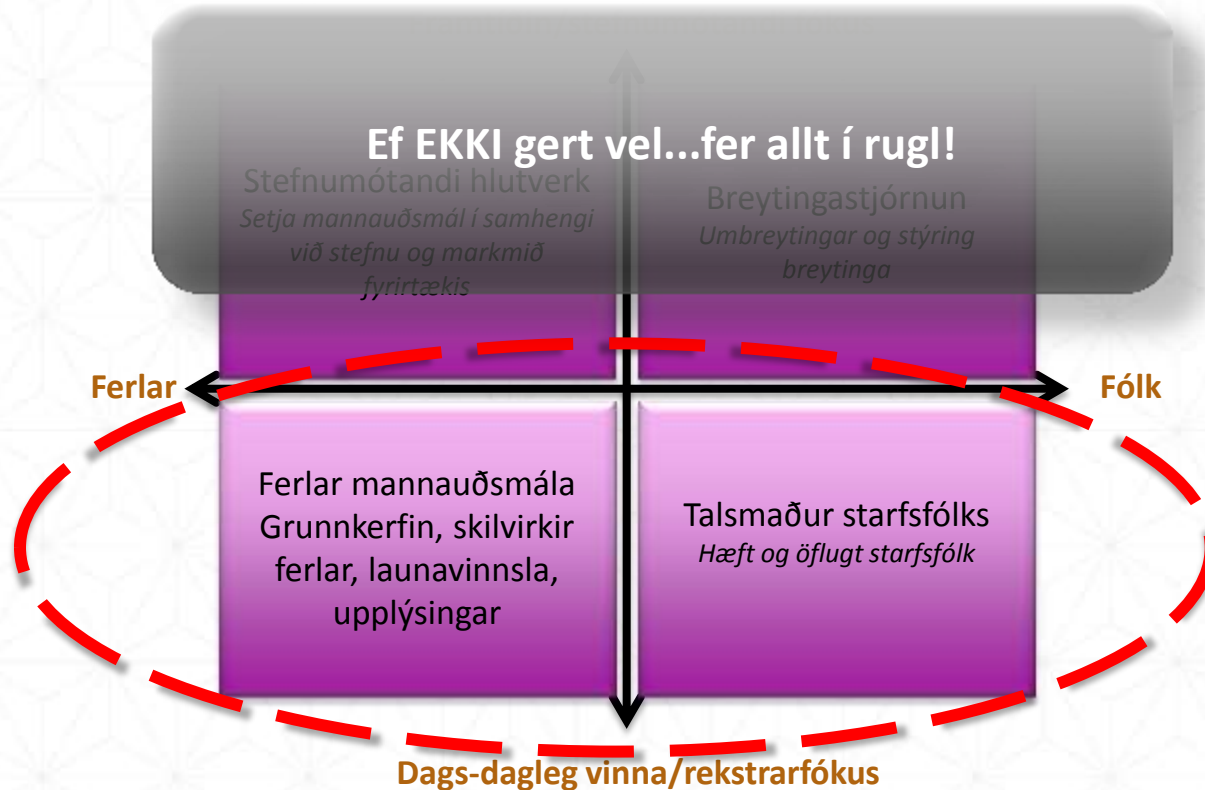 Ef EKKI gert vel...fer allt í rugl!
Stefnumótandi hlutverk
Setja mannauðsmál í samhengi
við stefnu og markmið
fyrirtækis
Breytingastjórnun
Umbreytingar og stýring
breytinga
Ferlar
Fólk
Ferlar mannauðsmála
Grunnkerfin, skilvirkir
ferlar, launavinnsla,
upplýsingar
Talsmaður starfsfólks
Hæft og öflugt starfsfólk
Dags-dagleg vinna/rekstrarfókus